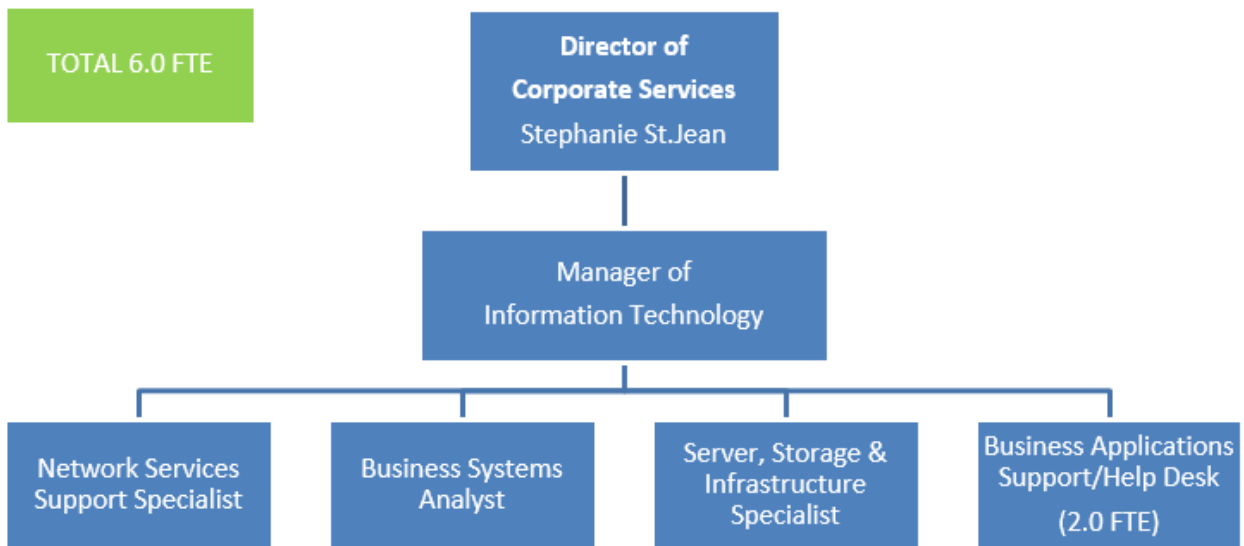 TOTAL 6.0 FTE
Director of
Corporate Services
Stephanie St.Jean
Manager of
Information Technology
Network Services
Support Specialist
Business Systems
Analyst
Server, Storage &
Infrastructure
Specialist
Business Applications
Support/Help Desk
(2.0 FTE)